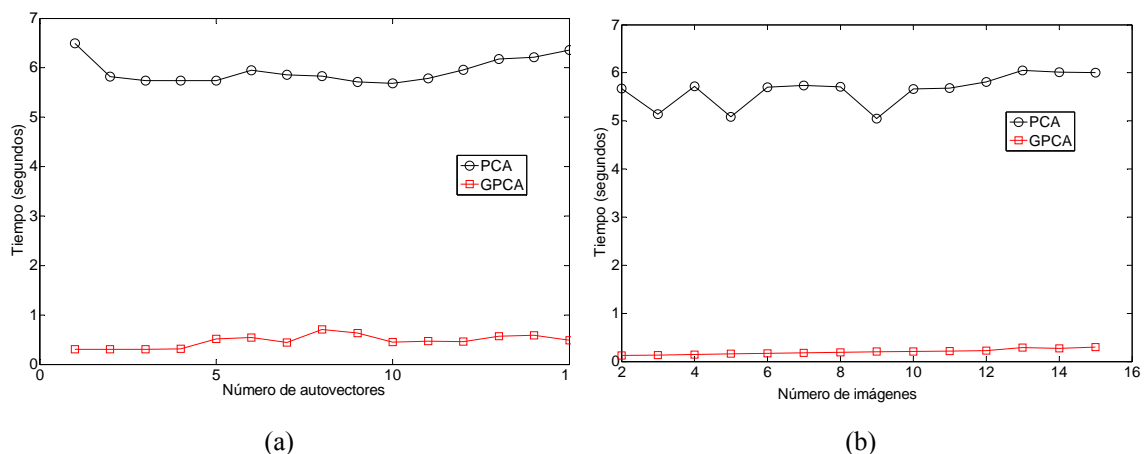 7
6
5
4
3
2
1
0
Tiempo (segundos)
PCA
GPCA
0
5
10
1
Número de autovectores
(a)
7
6
5
4
3
2
1
0
Tiempo (segundos)
PCA
GPCA
2
4
6
8
10
12
14
16
Número de imágenes
(b)